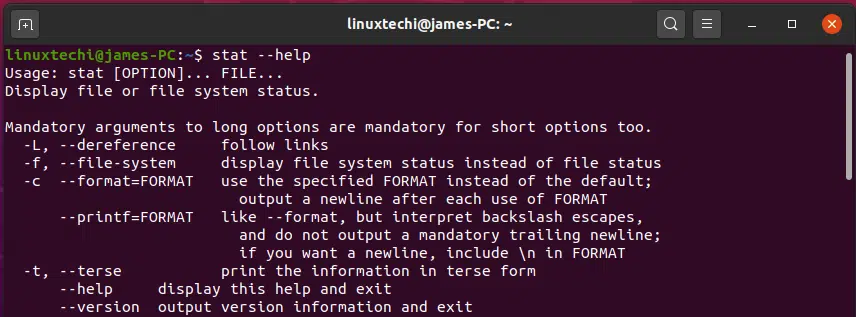 linuxtechi@james-PC: ~
linuxtechi@james-PC:~$ stat --help
Usage: stat [OPTION]... FILE...
Display file or file system status.

Mandatory arguments to long options are mandatory for short options too.
  -L, --dereference     follow links
  -f, --file-system     display file system status instead of file status
  -c  --format=FORMAT   use the specified FORMAT instead of the default;
                          output a newline after each use of FORMAT
      --printf=FORMAT   like --format, but interpret backslash escapes,
                          and do not output a mandatory trailing newline;
                          if you want a newline, include \n in FORMAT
  -t, --terse           print the information in terse form
      --help     display this help and exit
      --version  output version information and exit